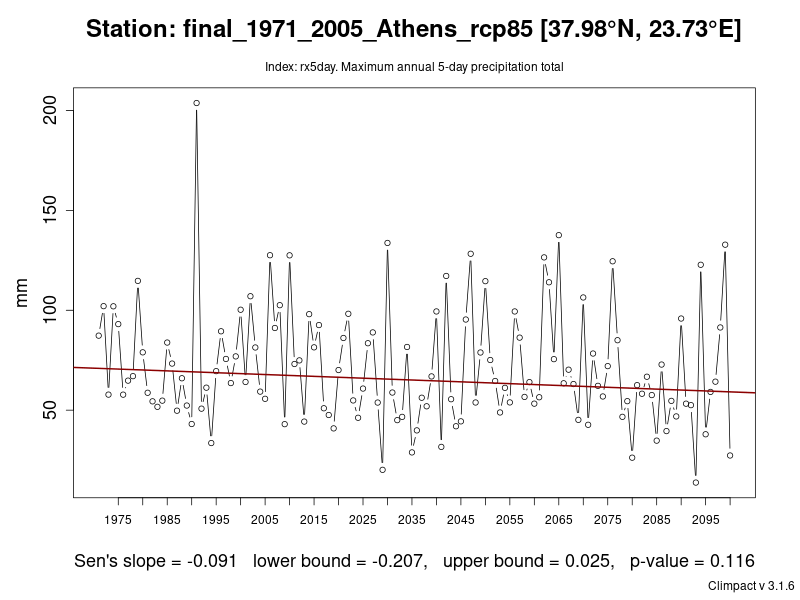 Station: final_1971_2005_Athens_rcp85 [37.98°N, 23.73°E]
Index: rx5day. Maximum annual 5-day precipitation total
200
150
100
50
mm
1975 1985 1995 2005 2015 2025 2035 2045 2055 2065 2075 2085 2095
Sen's slope = -0.091 lower bound = -0.207, upper bound = 0.025, p-value = 0.116
Climpact v 3.1.6